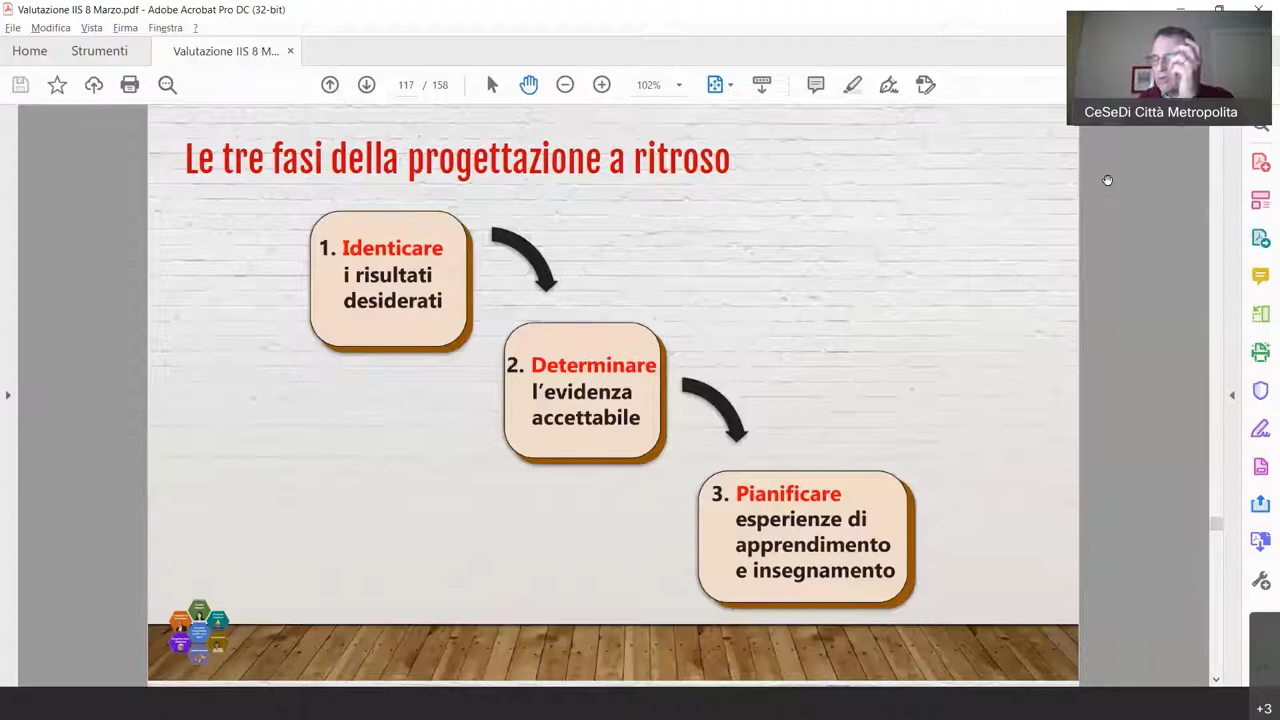 Valutazione IIS 8 Marzo.pdf - Adobe Acrobat Pro DC (32-bit)
File Modifica Vista Firma Finestra ?
Home Strumenti Valutazione IIS 8 M... ×
117 / 158 102%
CeSeDi Città Metropolita
Le tre fasi della progettazione a ritroso
1. Identicare
i risultati
desiderati
2. Determinare
l’evidenza
accettabile
3. Pianificare
esperienze di
apprendimento
e insegnamento
+3